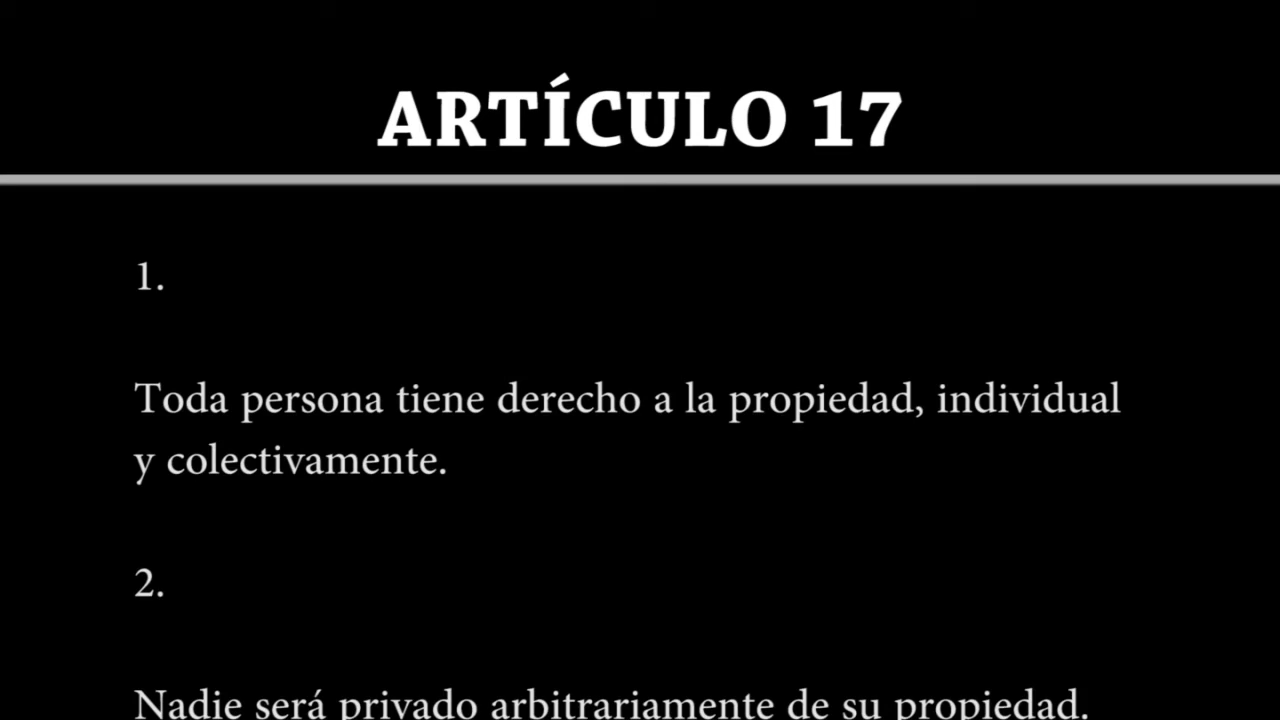 ARTÍCULO 17
1.
Toda persona tiene derecho a la propiedad, individual
y colectivamente.
2.
Nadie será privado arbitrariamente de su propiedad.